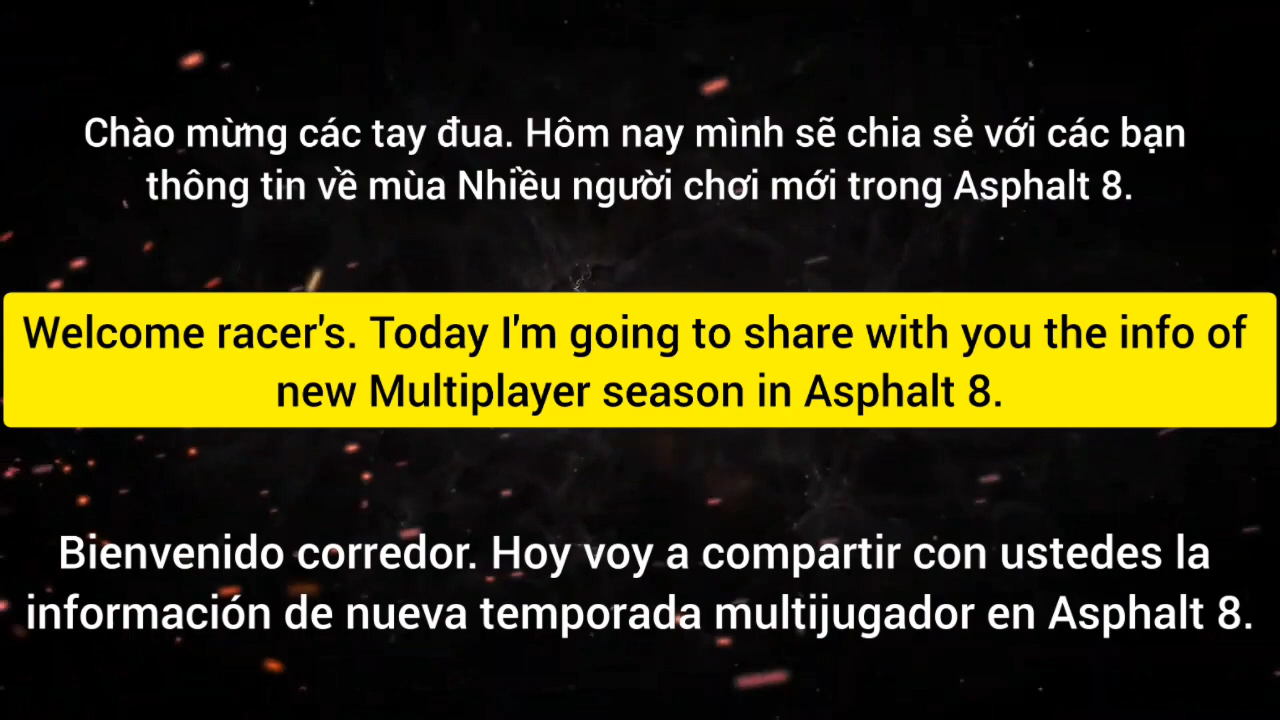 Chào mừng các tay đua. Hôm nay mình sẽ chia sẻ với các bạn
thông tin về mùa Nhiều người chơi mới trong Asphalt 8.
Welcome racer's. Today I'm going to share with you the info of
new Multiplayer season in Asphalt 8.
Bienvenido corredor. Hoy voy a compartir con ustedes la
información de nueva temporada multijugador en Asphalt 8.